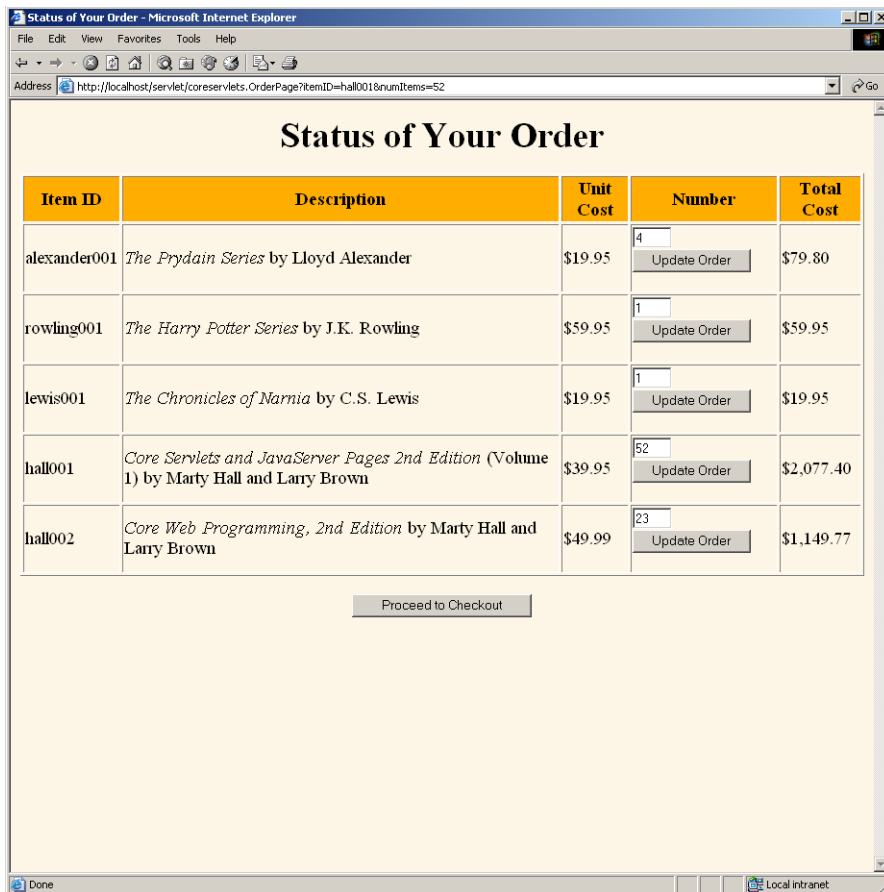 Status of Your Order - Microsoft Internet Explorer
File Edit View Favorites Tools Help
Address http://localhost/servlet/coreservlets.OrderPage?itemID=hall001&numItems=52 Go
Status of Your Order
Item ID Description Unit Cost Number Total Cost
alexander001 The Prydain Series by Lloyd Alexander $19.95 4 Update Order $79.80
rowling001 The Harry Potter Series by J.K. Rowling $59.95 1 Update Order $59.95
lewis001 The Chronicles of Narnia by C.S. Lewis $19.95 1 Update Order $19.95
hall001 Core Servlets and JavaServer Pages 2nd Edition (Volume
1) by Marty Hall and Larry Brown $39.95 52 Update Order $2,077.40
hall002 Core Web Programming, 2nd Edition by Marty Hall and
Larry Brown $49.99 23 Update Order $1,149.77
Proceed to Checkout
Done Local intranet